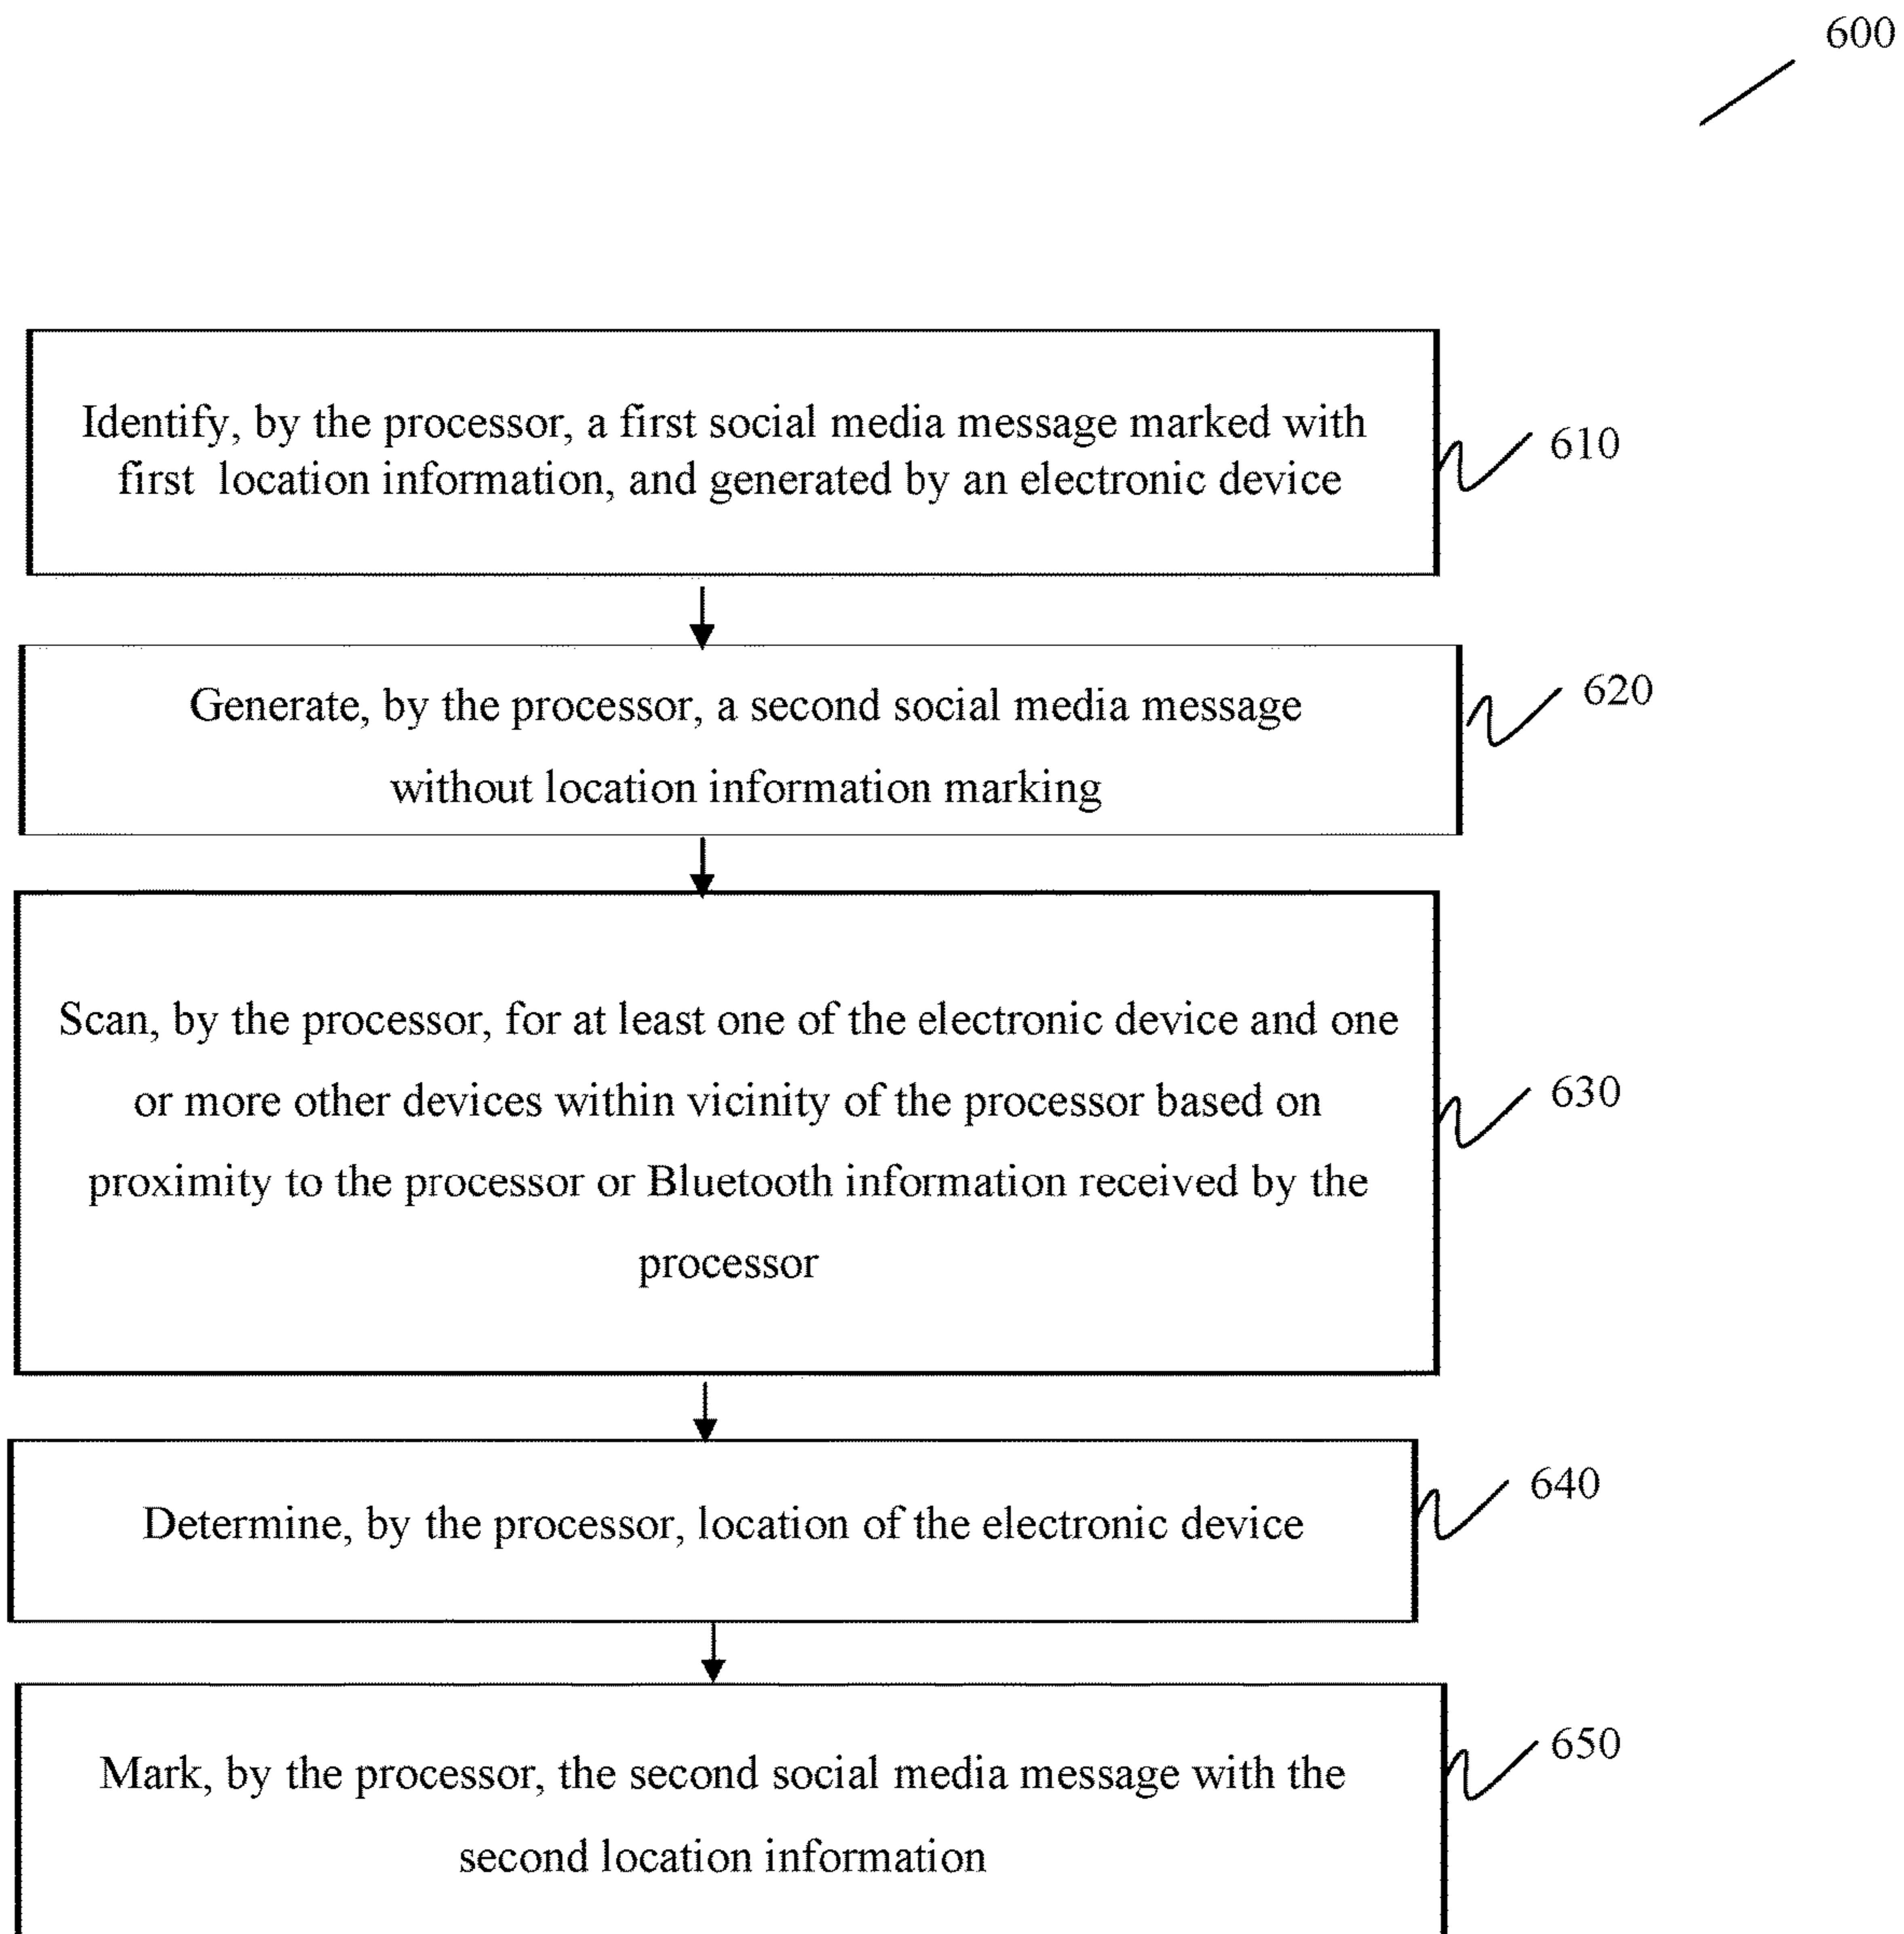 600
Identify, by the processor, a first social media message marked with
first location information, and generated by an electronic device
610
Generate, by the processor, a second social media message
without location information marking
620
Scan, by the processor, for at least one of the electronic device and one
or more other devices within vicinity of the processor based on
proximity to the processor or Bluetooth information received by the
processor
630
Determine, by the processor, location of the electronic device
640
Mark, by the processor, the second social media message with the
second location information
650